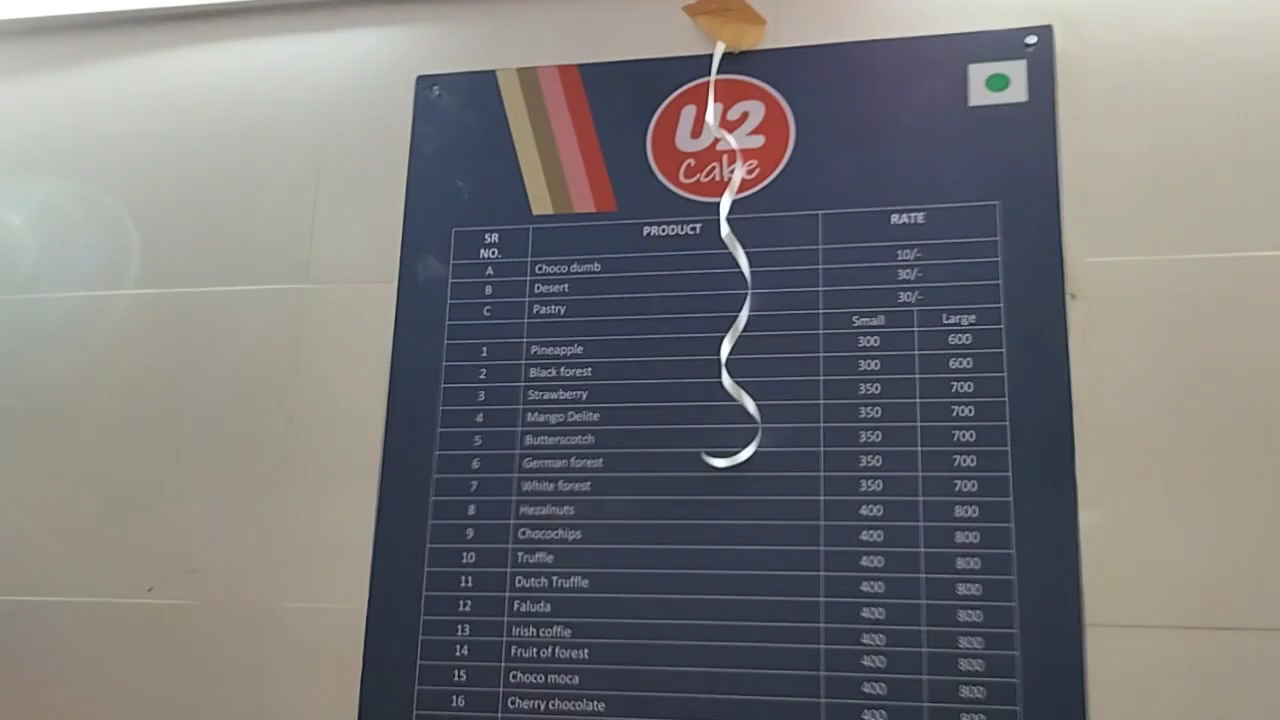 U2
Cake
SR NO. PRODUCT RATE
A Choco dumb 10/-
B Desert 30/-
C Pastry 30/-
Small Large
1 Pineapple 300 600
2 Black forest 300 600
3 Strawberry 350 700
4 Mango Delite 350 700
5 Butterscotch 350 700
6 German forest 350 700
7 White forest 350 700
8 Hezalnuts 400 800
9 Chocochips 400 800
10 Truffle 400 800
11 Dutch Truffle 400 800
12 Faluda 400 800
13 Irish coffie 400 800
14 Fruit of forest 400 800
15 Choco moca 400 800
16 Cherry chocolate 400 800